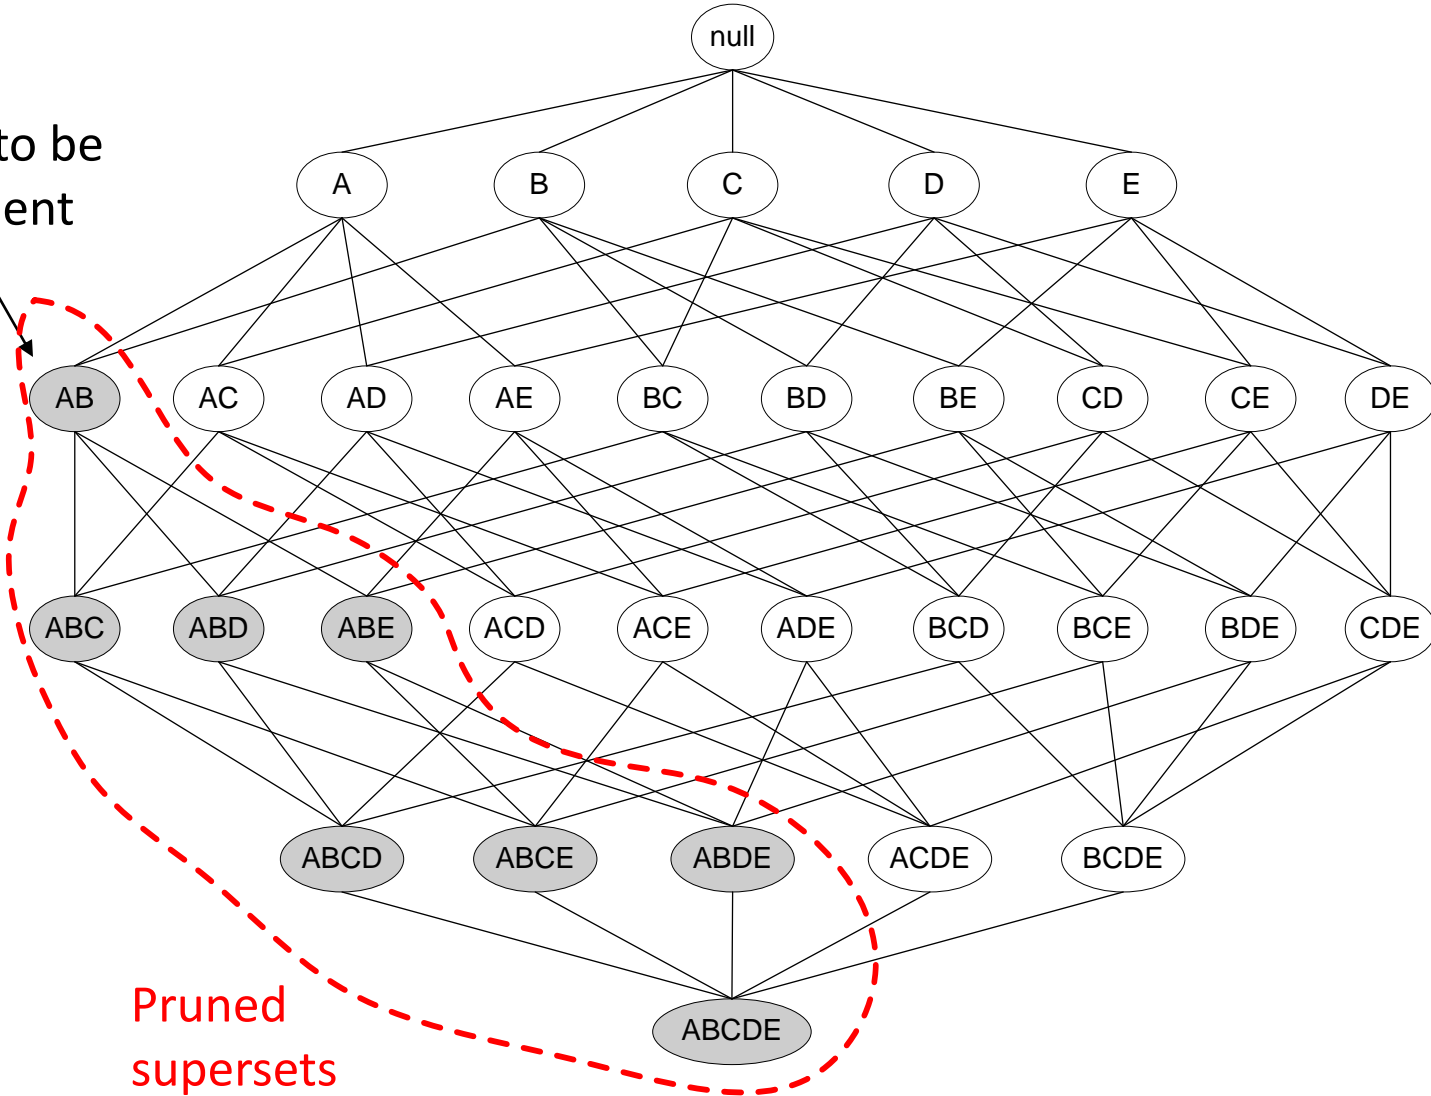 null
to be
ent
A B C D E
AB AC AD AE BC BD BE CD CE DE
ABC ABD ABE ACD ACE ADE BCD BCE BDE CDE
ABCD ABCE ABDE ACDE BCDE
Pruned
supersets
ABCDE